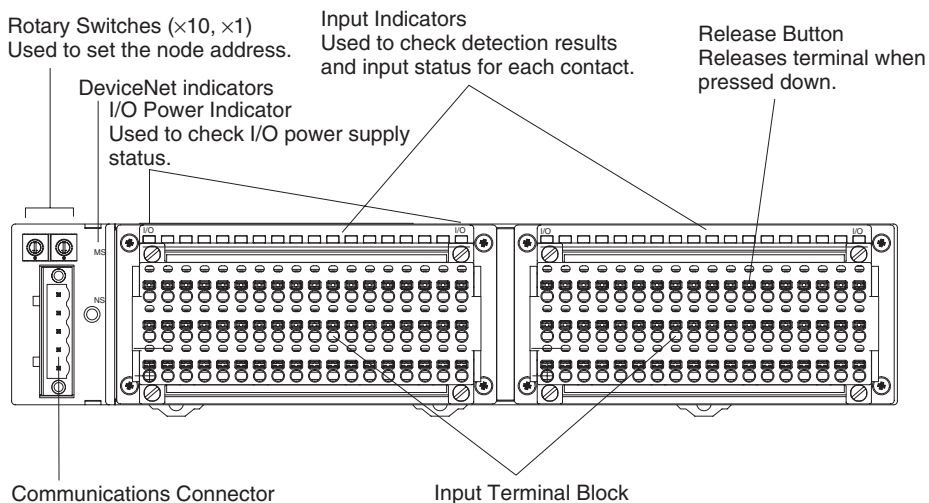 Rotary Switches (×10, ×1)
Used to set the node address.
DeviceNet indicators
I/O Power Indicator
Used to check I/O power supply
status.
Input Indicators
Used to check detection results
and input status for each contact.
Release Button
Releases terminal when
pressed down.
I/O
I/O
I/O
I/O
MS
NS
Communications Connector
Input Terminal Block